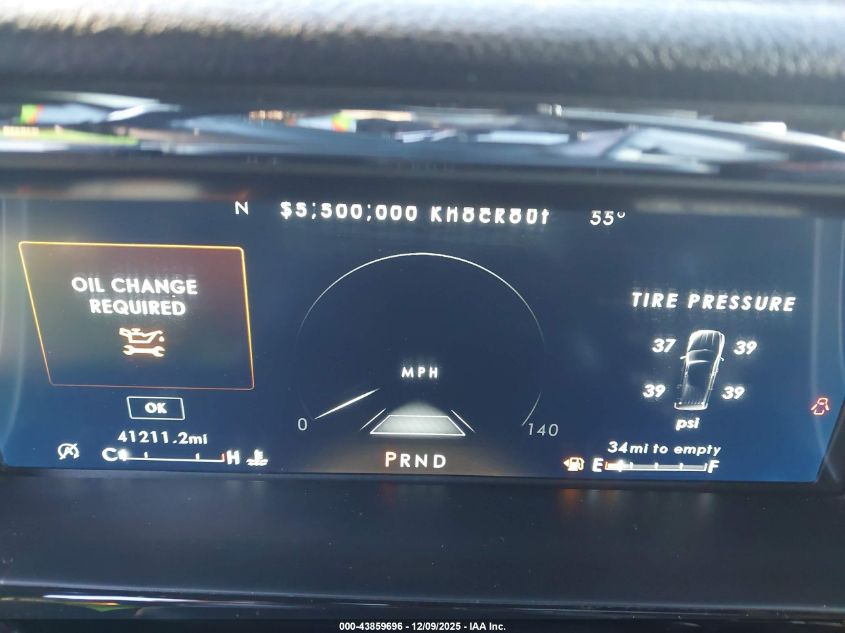 N $5,500,000 KNOCKOUT 55°
OIL CHANGE
REQUIRED
OK
41211.2mi
C H
MPH
0 140
PRND
TIRE PRESSURE
37 39
39 39
psi
34mi to empty
E F
000-43859696 - 12/09/2025 - IAA Inc.